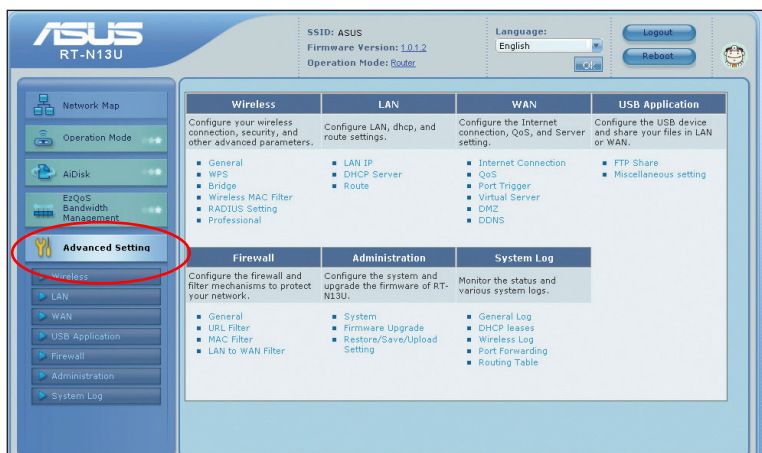 ASUS
RT-N13U
SSID: ASUS
Firmware Version: 1.0.1.2
Operation Mode: Router
Language:
English
Ok
Logout
Reboot
Network Map
Operation Mode
AiDisk
EzQoS
Bandwidth
Management
Advanced Setting
Wireless
LAN
WAN
USB Application
Firewall
Administration
System Log
Wireless
Configure your wireless
connection, security, and
other advanced parameters.
General
WPS
Bridge
Wireless MAC Filter
RADIUS Setting
Professional
LAN
Configure LAN, dhcp, and
route settings.
LAN IP
DHCP Server
Route
WAN
Configure the Internet
connection, QoS, and Server
setting.
Internet Connection
QoS
Port Trigger
Virtual Server
DMZ
DDNS
USB Application
Configure the USB device
and share your files in LAN
or WAN.
FTP Share
Miscellaneous setting
Firewall
Configure the firewall and
filter mechanisms to protect
your network.
General
URL Filter
MAC Filter
LAN to WAN Filter
Administration
Configure the system and
upgrade the firmware of RT-
N13U.
System
Firmware Upgrade
Restore/Save/Upload
Setting
System Log
Monitor the status and
various system logs.
General Log
DHCP leases
Wireless Log
Port Forwarding
Routing Table